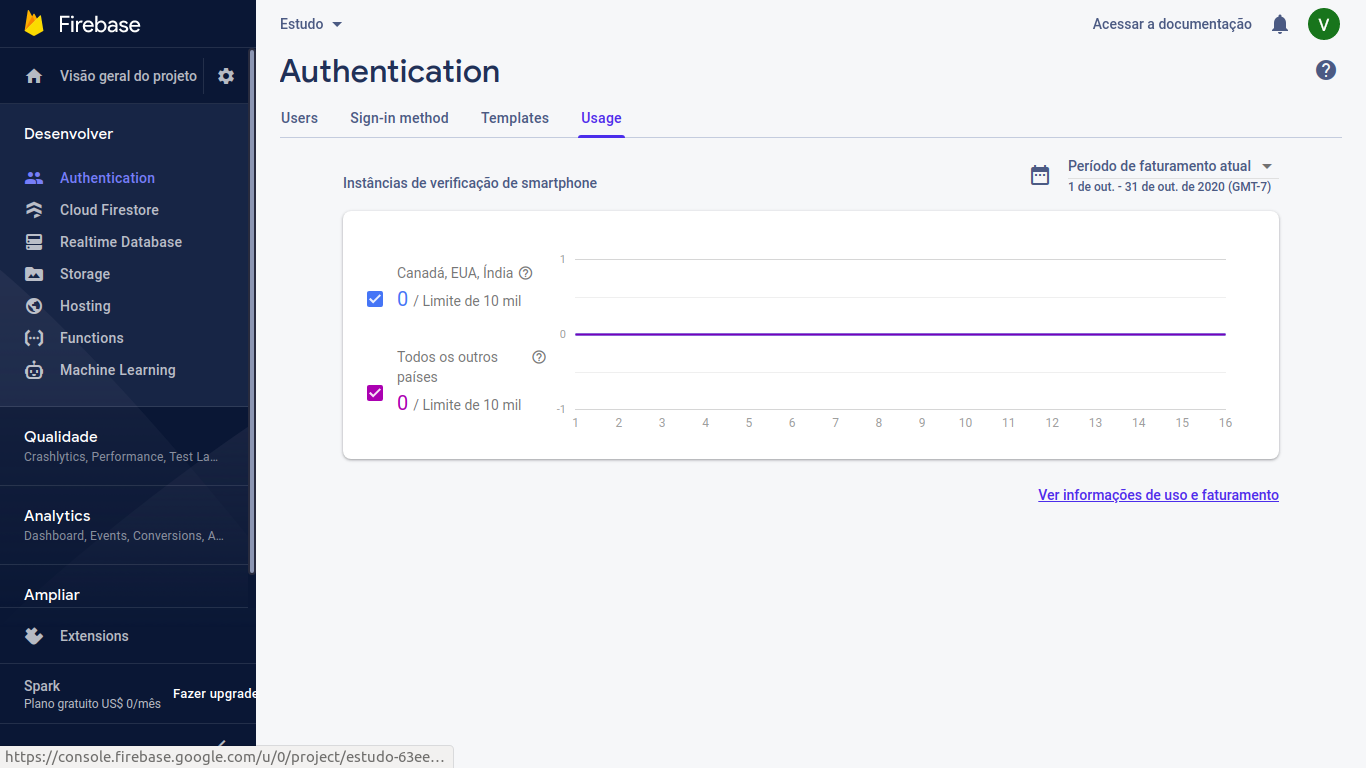 Firebase
Visão geral do projeto
Desenvolver
Authentication
Cloud Firestore
Realtime Database
Storage
Hosting
Functions
Machine Learning
Qualidade
Crashlytics, Performance, Test La...
Analytics
Dashboard, Events, Conversions, A...
Ampliar
Extensions
Spark
Plano gratuito US$ 0/mês
Fazer upgrade
https://console.firebase.google.com/u/0/project/estudo-63ee...
Estudo
Acessar a documentação
V
Authentication
Users Sign-in method Templates Usage
Instâncias de verificação de smartphone
Período de faturamento atual
1 de out. - 31 de out. de 2020 (GMT-7)
Canadá, EUA, Índia
0 / Limite de 10 mil
Todos os outros
países
0 / Limite de 10 mil
1
0
-1
1 2 3 4 5 6 7 8 9 10 11 12 13 14 15 16
Ver informações de uso e faturamento